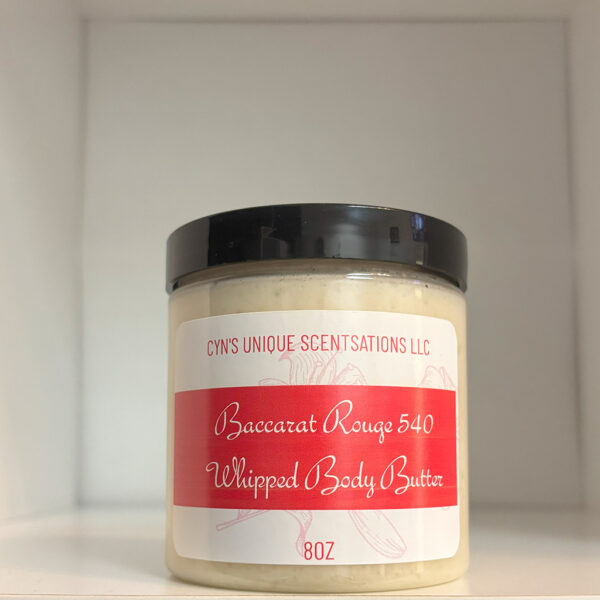 CYN'S UNIQUE SCENTSATIONS LLC
Baccarat Rouge 540
Whipped Body Butter
8OZ